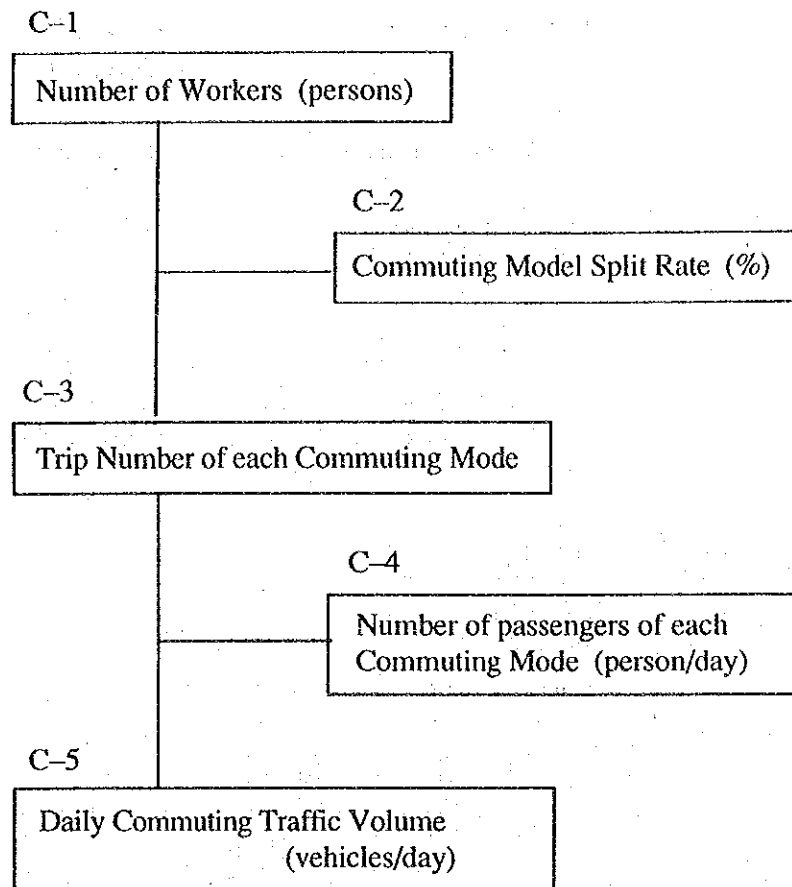 C–1
Number of Workers (persons)
C–2
Commuting Model Split Rate (%)
C–3
Trip Number of each Commuting Mode
C–4
Number of passengers of each
Commuting Mode (person/day)
C–5
Daily Commuting Traffic Volume
(vehicles/day)